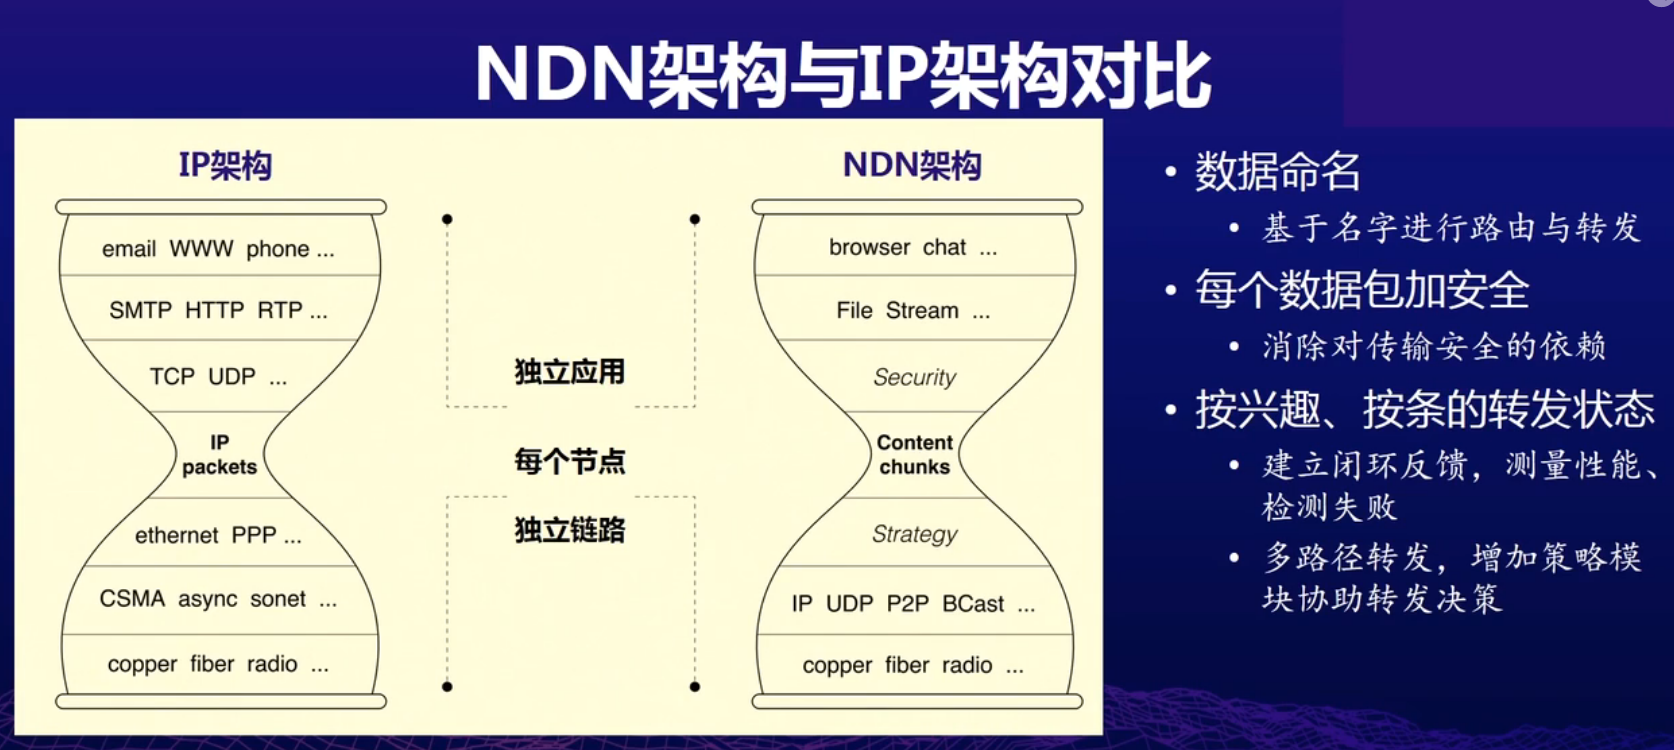 NDN架构与IP架构对比
IP架构
email WWW phone ...
SMTP HTTP RTP ...
TCP UDP ...
IP
packets
ethernet PPP ...
CSMA async sonet ...
copper fiber radio ...
独立应用
每个节点
独立链路
NDN架构
browser chat ...
File Stream ...
Security
Content
chunks
Strategy
IP UDP P2P BCast ...
copper fiber radio ...
• 数据命名
• 基于名字进行路由与转发
• 每个数据包加安全
• 消除对传输安全的依赖
• 按兴趣、按条的转发状态
• 建立闭环反馈，测量性能、
检测失败
• 多路径转发，增加策略模
块协助转发决策